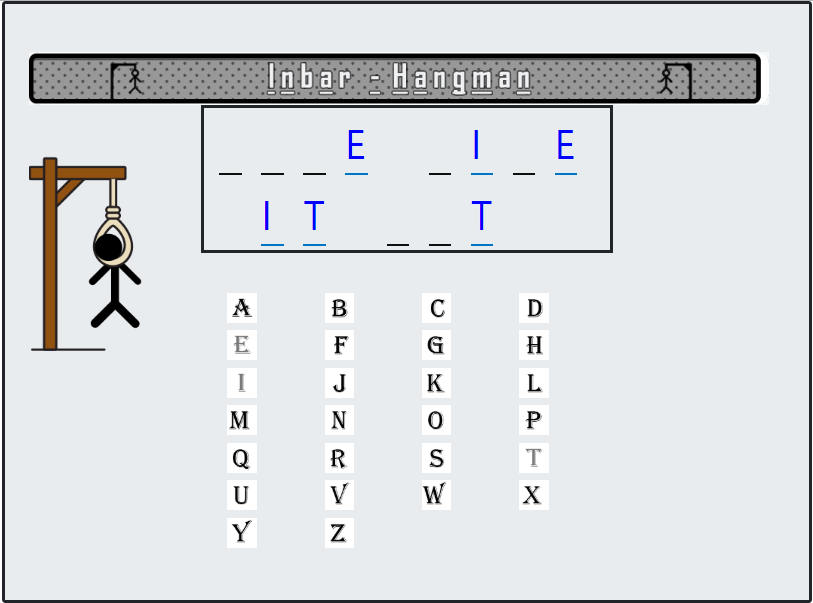 Inbar - Hangman
_ _ _ E _ I _ E
I T _ _ T
A B C D
E F G H
I J K L
M N O P
Q R S T
U V W X
Y Z